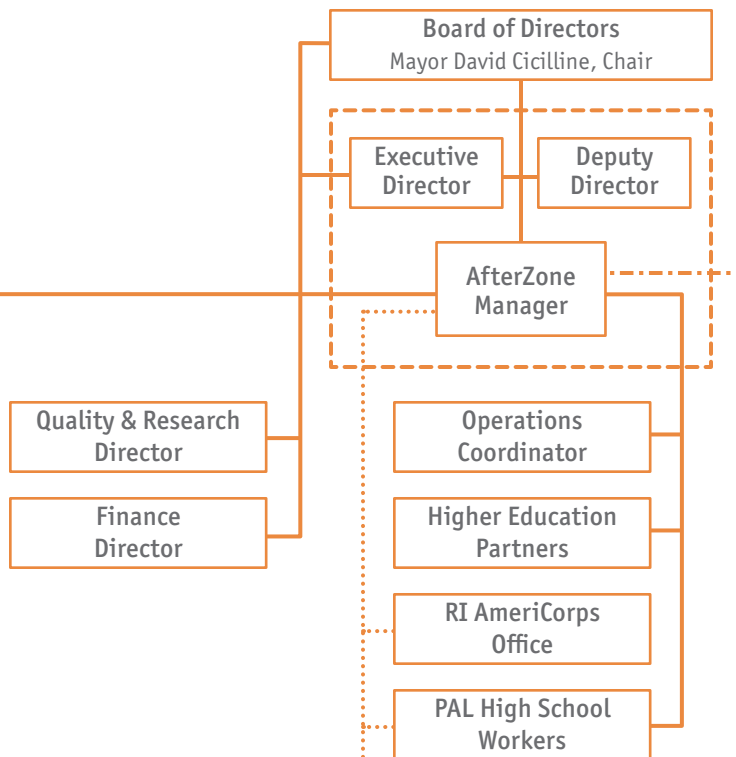 Board of Directors
Mayor David Cicilline, Chair
Executive
Director
Deputy
Director
AfterZone
Manager
Quality & Research
Director
Finance
Director
Operations
Coordinator
Higher Education
Partners
RI AmeriCorps
Office
PAL High School
Workers